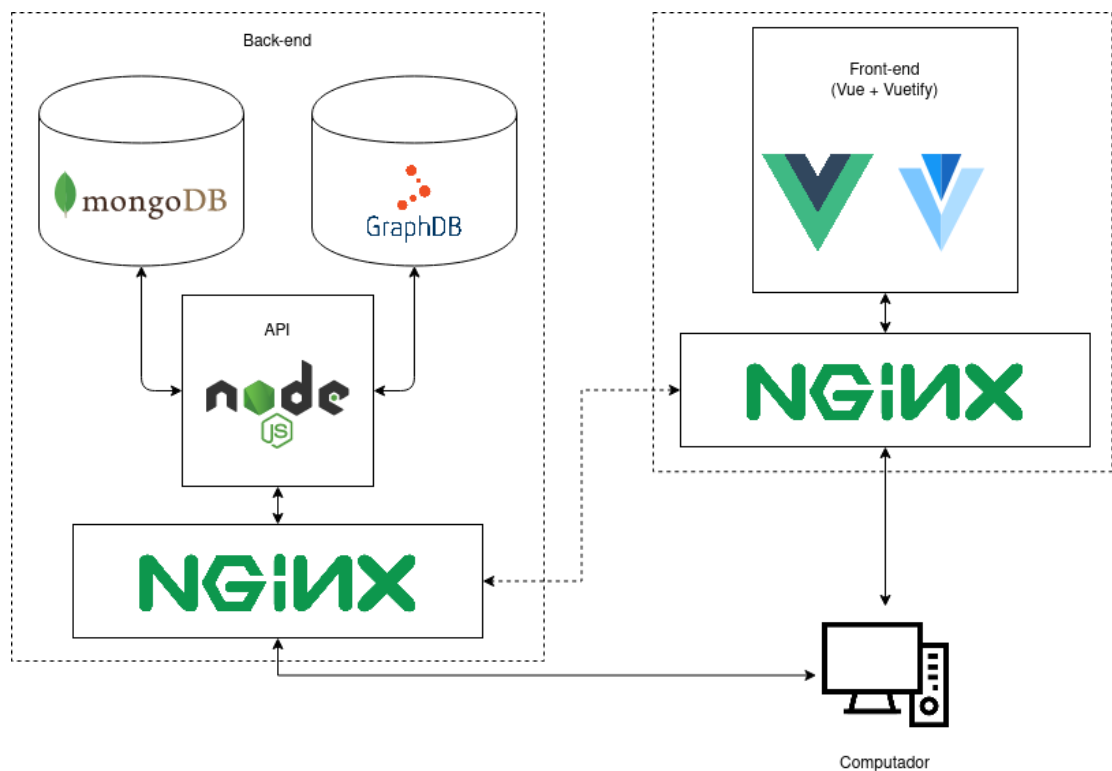 Back-end
mongoDB
GraphDB
API
node
JS
NGINX
Front-end
(Vue + Vuetify)
NGINX
Computador